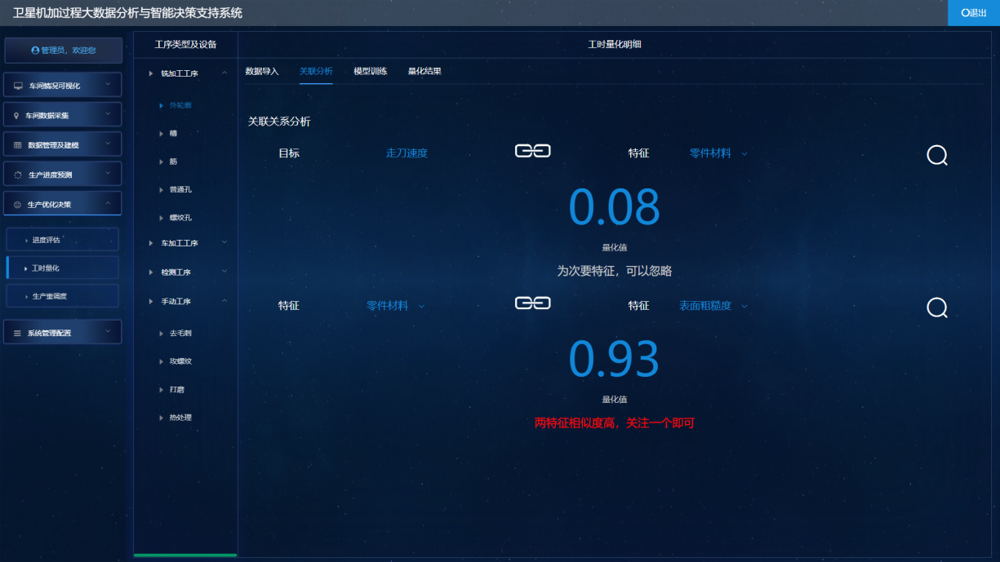 卫星机加过程大数据分析与智能决策支持系统
退出
管理员，欢迎您
车间情况可视化
车间数据采集
数据管理及建模
生产进度预测
生产优化决策
进度评估
工时量化
生产重调度
系统管理配置
工序类型及设备
铣加工工序
外轮廓
槽
筋
普通孔
螺纹孔
车加工工序
检测工序
手动工序
去毛刺
攻螺纹
打磨
热处理
工时量化明细
数据导入 关联分析 模型训练 量化结果
关联关系分析
目标 走刀速度 特征 零件材料
0.08
量化值
为次要特征，可以忽略
特征 零件材料 特征 表面粗糙度
0.93
量化值
两特征相似度高，关注一个即可